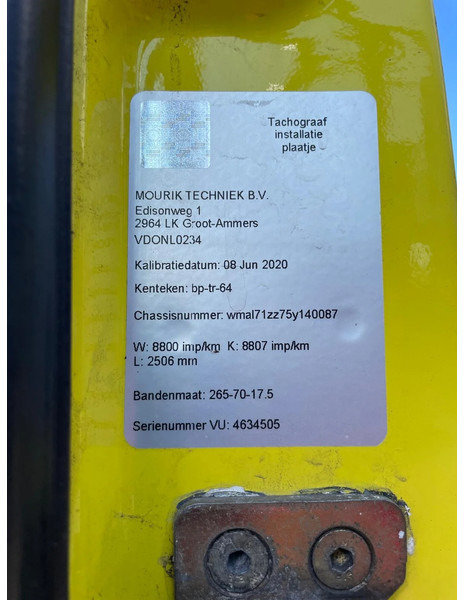 Tachograaf
installatie
plaatje
MOURIK TECHNIEK B.V.
Edisonweg 1
2964 LK Groot-Ammers
VDONL0234
Kalibratiedatum: 08 Jun 2020
Kenteken: bp-tr-64
Chassisnummer: wmal71zz75y140087
W: 8800 imp/km K: 8807 imp/km
L: 2506 mm
Bandenmaat: 265-70-17.5
Serienummer VU: 4634505